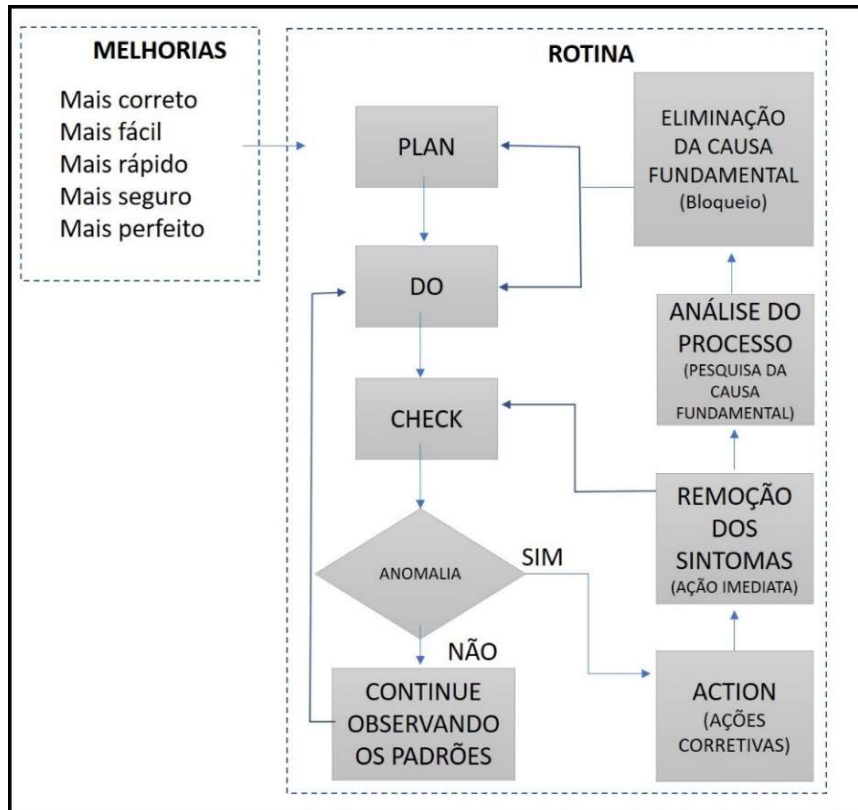 MELHORIAS
Mais correto
Mais fácil
Mais rápido
Mais seguro
Mais perfeito
ROTINA
PLAN
DO
CHECK
ANOMALIA
SIM
NÃO
CONTINUE
OBSERVANDO
OS PADRÕES
ELIMINAÇÃO
DA CAUSA
FUNDAMENTAL
(Bloqueio)
ANÁLISE DO
PROCESSO
(PESQUISA DA
CAUSA
FUNDAMENTAL)
REMOÇÃO
DOS
SINTOMAS
(AÇÃO IMEDIATA)
ACTION
(AÇÕES
CORRETIVAS)